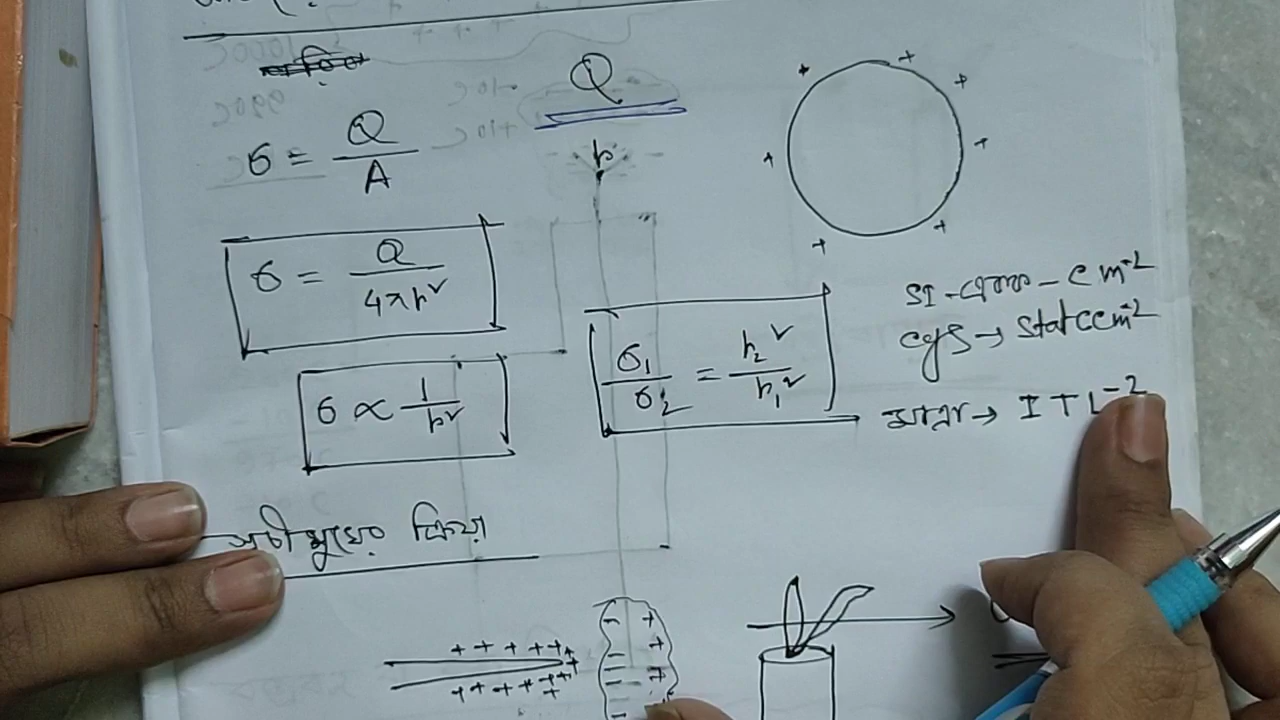 Q
σ = Q/A
r
σ = Q/4πr²
σ ∝ 1/r²
σ₁/σ₂ = r₂²/r₁²
SI-একক - C m⁻²
cgs → statC cm⁻²
মাত্রা → I T L⁻²
সূচীমুখের ক্রিয়া